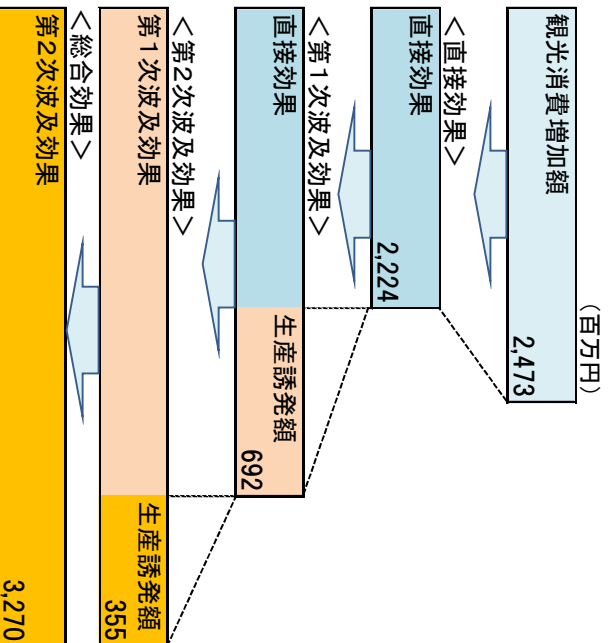 (百万円)
観光消費増加額
2,473
<直接効果>
直接効果
2,224
<第1次波及効果>
直接効果
生産誘発額
692
<第2次波及効果>
第1次波及効果
生産誘発額
355
<総合効果>
第2次波及効果
3,270